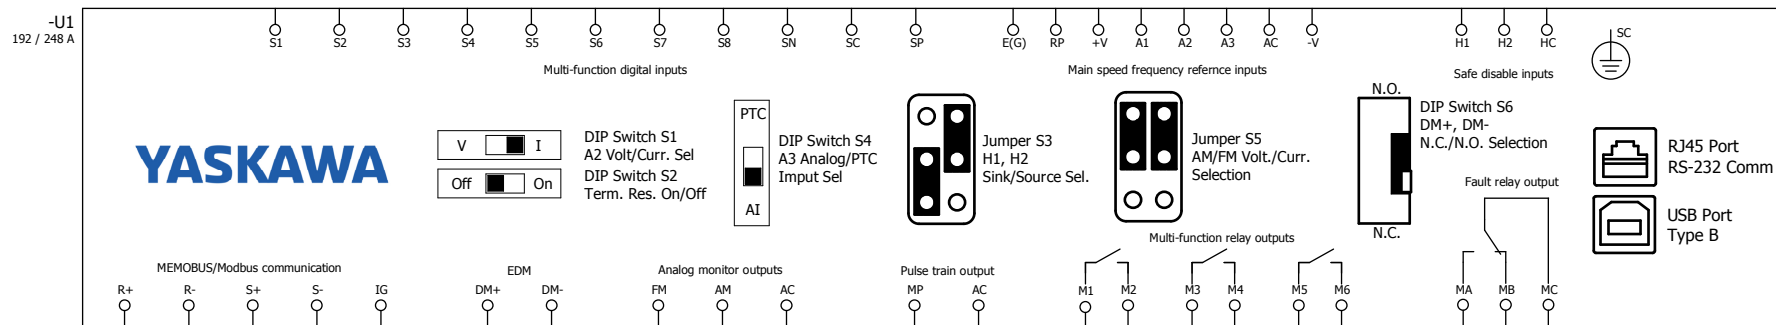 -U1
192 / 248 A
S1 S2 S3 S4 S5 S6 S7 S8 SN SC SP E(G) RP +V A1 A2 A3 AC -V H1 H2 HC SC
Multi-function digital inputs
Main speed frequency refernce inputs
Safe disable inputs
YASKAWA
V I
DIP Switch S1
A2 Volt/Curr. Sel
Off On
DIP Switch S2
Term. Res. On/Off
PTC
AI
DIP Switch S4
A3 Analog/PTC
Imput Sel
Jumper S3
H1, H2
Sink/Source Sel.
Jumper S5
AM/FM Volt./Curr.
Selection
N.O.
N.C.
DIP Switch S6
DM+, DM-
N.C./N.O. Selection
RJ45 Port
RS-232 Comm
USB Port
Type B
Fault relay output
Multi-function relay outputs
MEMOBUS/Modbus communication
EDM
Analog monitor outputs
Pulse train output
R+ R- S+ S- IG DM+ DM- FM AM AC MP AC M1 M2 M3 M4 M5 M6 MA MB MC